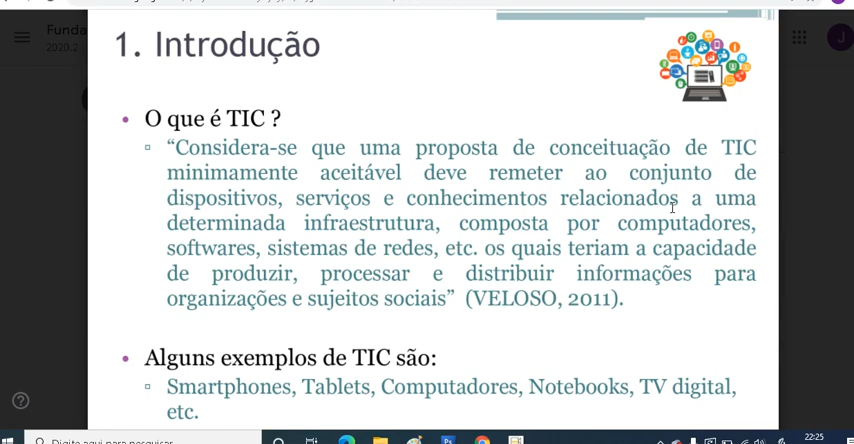 Funda
2020.2
J
1. Introdução
• O que é TIC ?
▫ “Considera-se que uma proposta de conceituação de TIC
minimamente aceitável deve remeter ao conjunto de
dispositivos, serviços e conhecimentos relacionados a uma
determinada infraestrutura, composta por computadores,
softwares, sistemas de redes, etc. os quais teriam a capacidade
de produzir, processar e distribuir informações para
organizações e sujeitos sociais” (VELOSO, 2011).
• Alguns exemplos de TIC são:
▫ Smartphones, Tablets, Computadores, Notebooks, TV digital,
etc.
Digite aqui para pesquisar
22:25